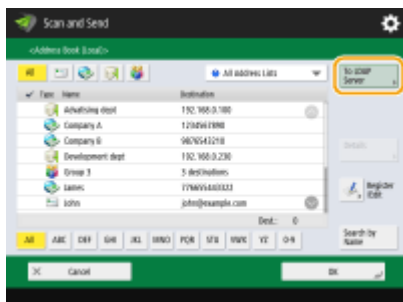 Scan and Send
<Address Book (Local)>
All
All Address Lists
To LDAP
Server
Type Name Destination
Advertising dept 192.168.0.100
Company A 1234567890
Company B 9876543210
Development dept 192.168.0.230
Group 3 3 destinations
James
John john@example.com
Details
Register/
Edit
Dest.: 0
All ABC DEF GHI JKL MNO PQR STU VWX YZ 0-9
Search by
Name
Cancel
OK